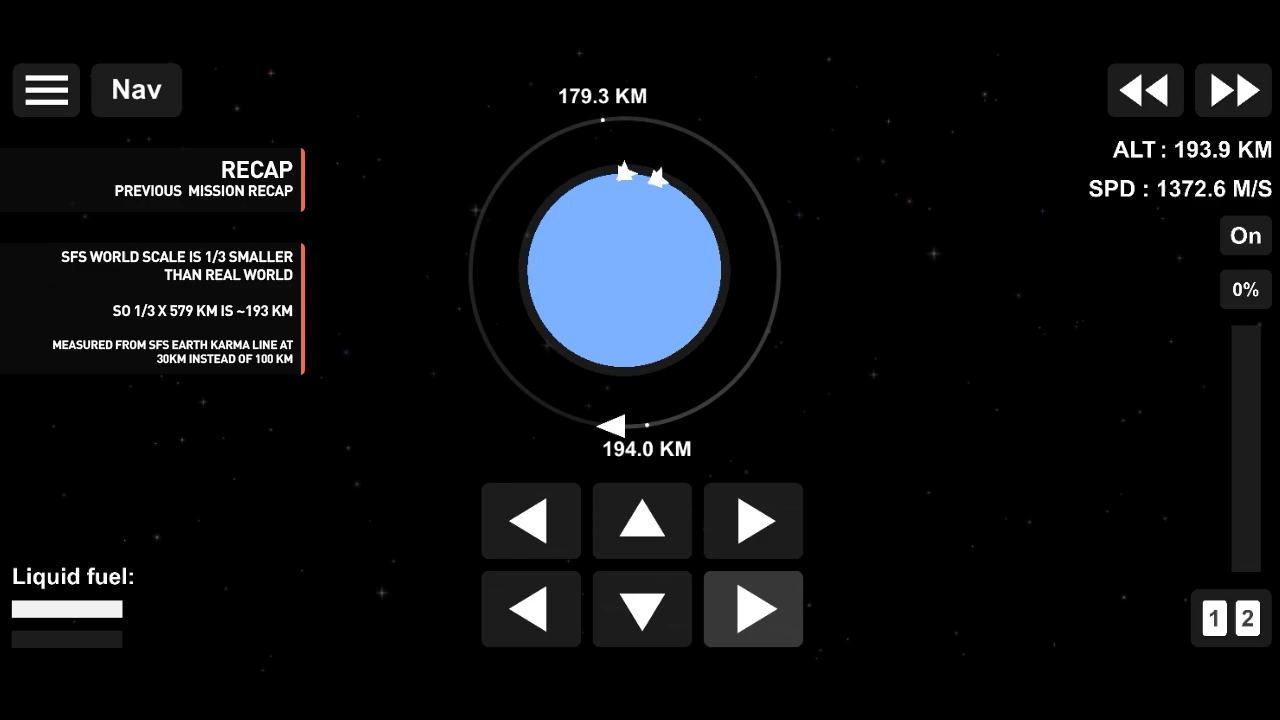 179.3 KM
Nav
ALT : 193.9 KM
RECAP
PREVIOUS MISSION RECAP
SPD : 1372.6 M/S
On
SFS WORLD SCALE IS 1/3 SMALLER
THAN REAL WORLD
SO 1/3 X 579 KM IS ~193 KM
MEASURED FROM SFS EARTH KARMA LINE AT
30KM INSTEAD OF 100 KM
0%
194.0 KM
Liquid fuel:
1 2